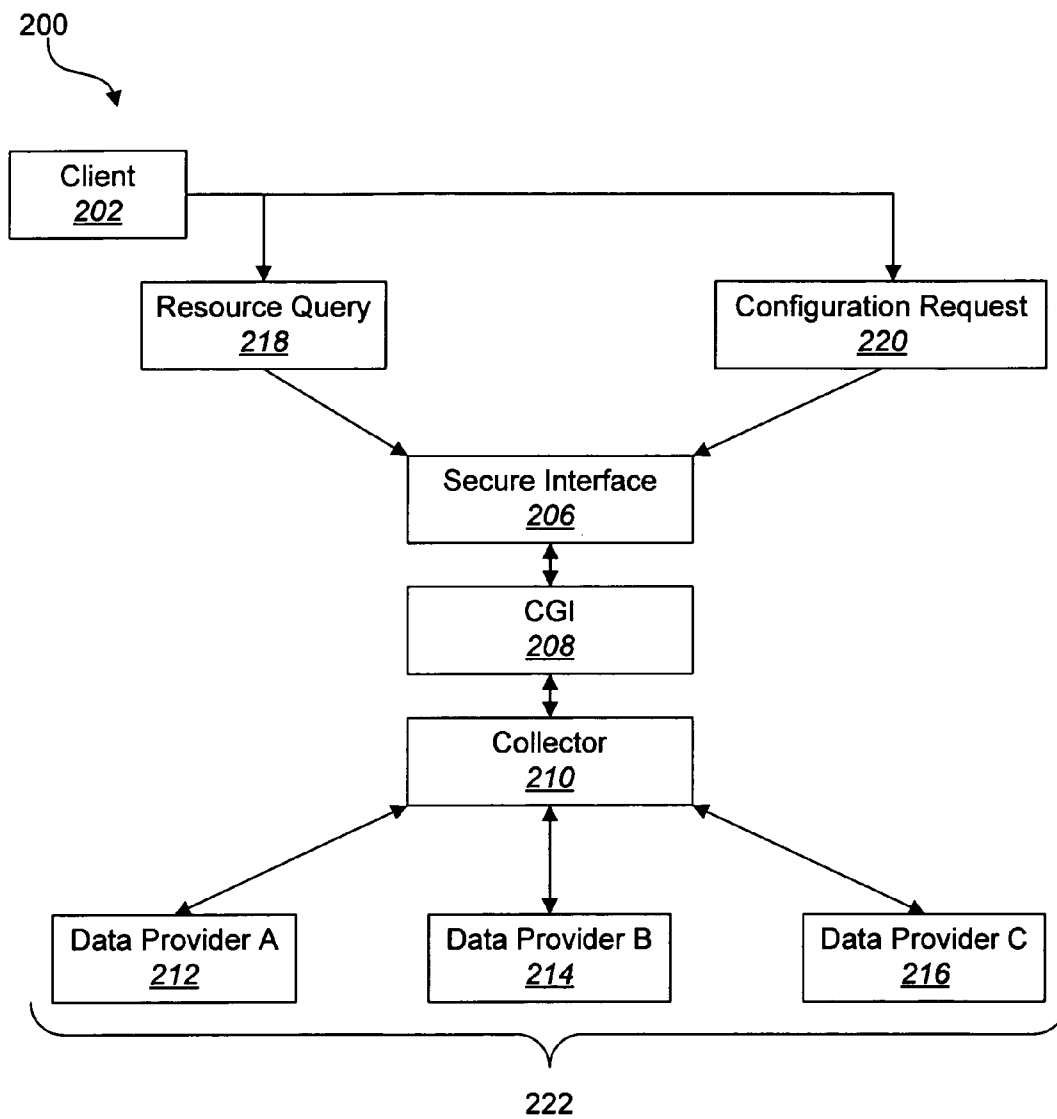 200
Client
202
Resource Query
218
Configuration Request
220
Secure Interface
206
CGI
208
Collector
210
Data Provider A
212
Data Provider B
214
Data Provider C
216
222